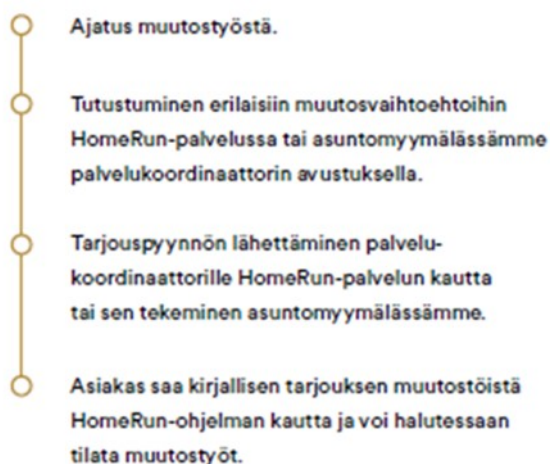 Ajatus muutostyöstä.
Tutustuminen erilaisiin muutosvaihtoehtoihin
HomeRun-palvelussa tai asuntomyymälässämme
palvelukoordinaattorin avustuksella.
Tarjouspyynnön lähettäminen palvelu-
koordinaattorille HomeRun-palvelun kautta
tai sen tekeminen asuntomyymälässämme.
Asiakas saa kirjallisen tarjouksen muutostöistä
HomeRun-ohjelman kautta ja voi halutessaan
tilata muutostyöt.